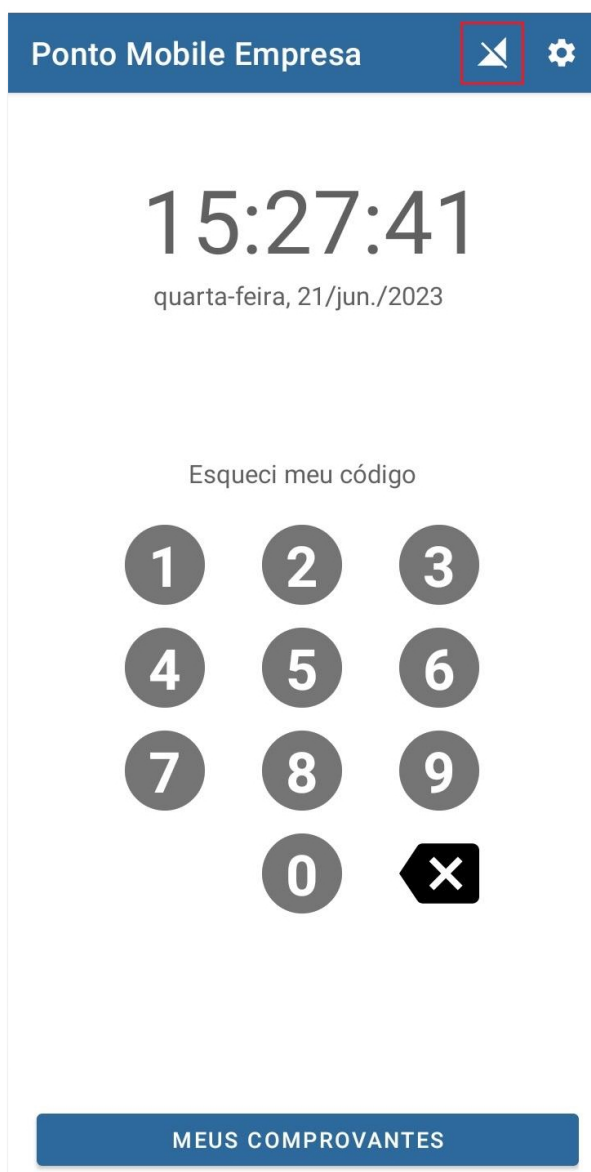 Ponto Mobile Empresa
15:27:41
quarta-feira, 21/jun./2023
Esqueci meu código
1 2 3
4 5 6
7 8 9
0
MEUS COMPROVANTES